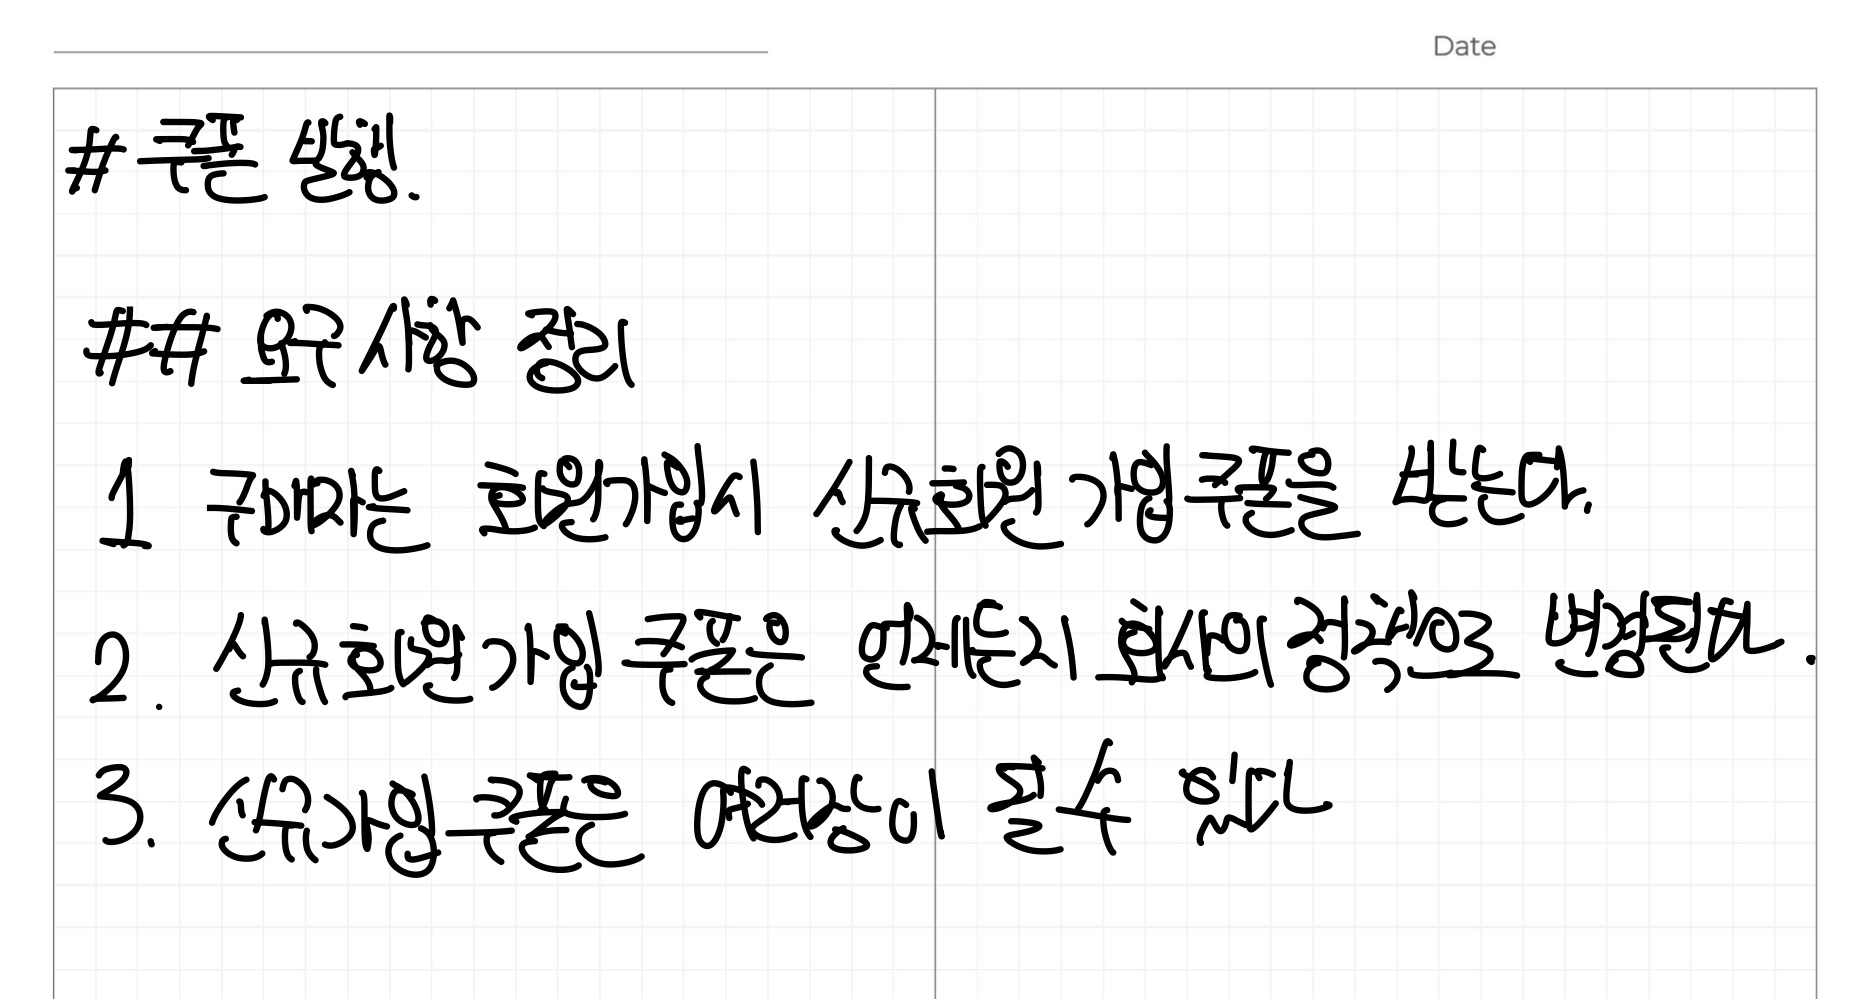 Date
# 쿠폰 발행.
## 요구사항 정리
1 구매자는 회원가입시 신규회원 가입쿠폰을 받는다.
2. 신규회원가입 쿠폰은 언제든지 회사의 정책으로 변경된다.
3. 신규가입쿠폰은 여러장이 될수 있다